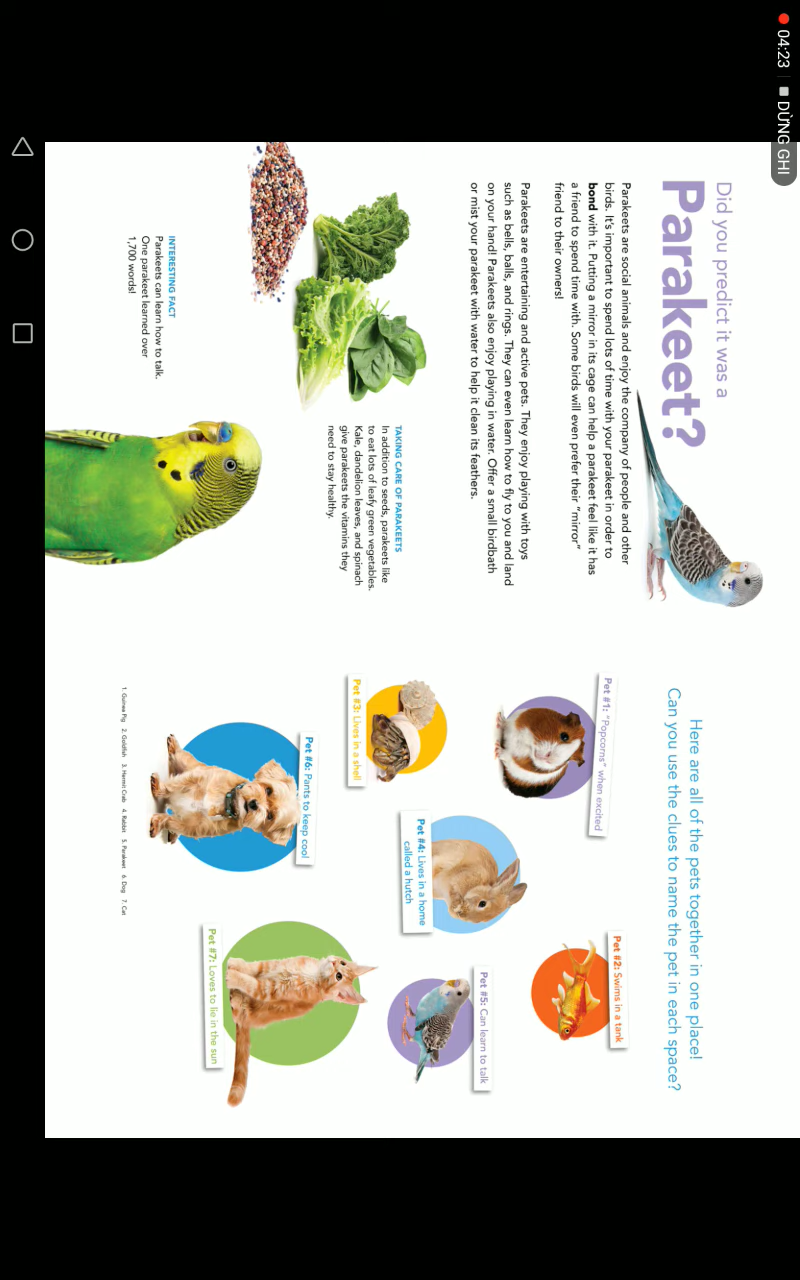 04:23 DỪNG GHI
Did you predict it was a
Parakeet?
Parakeets are social animals and enjoy the company of people and other
birds. It's important to spend lots of time with your parakeet in order to
bond with it. Putting a mirror in its cage can help a parakeet feel like it has
a friend to spend time with. Some birds will even prefer their "mirror"
friend to their owners!
Parakeets are entertaining and active pets. They enjoy playing with toys
such as bells, balls, and rings. They can even learn how to fly to you and land
on your hand! Parakeets also enjoy playing in water. Offer a small birdbath
or mist your parakeet with water to help it clean its feathers.
TAKING CARE OF PARAKEETS
In addition to seeds, parakeets like
to eat lots of leafy green vegetables.
Kale, dandelion leaves, and spinach
give parakeets the vitamins they
need to stay healthy.
INTERESTING FACT
Parakeets can learn how to talk.
One parakeet learned over
1,700 words!
Here are all of the pets together in one place!
Can you use the clues to name the pet in each space?
Pet #1: "Popcorns" when excited
Pet #2: Swims in a tank
Pet #3: Lives in a shell
Pet #4: Lives in a home
called a hutch
Pet #5: Can learn to talk
Pet #6: Pants to keep cool
Pet #7: Loves to lie in the sun
1. Guinea Pig 2. Goldfish 3. Hermit Crab 4. Rabbit 5. Parakeet 6. Dog 7. Cat